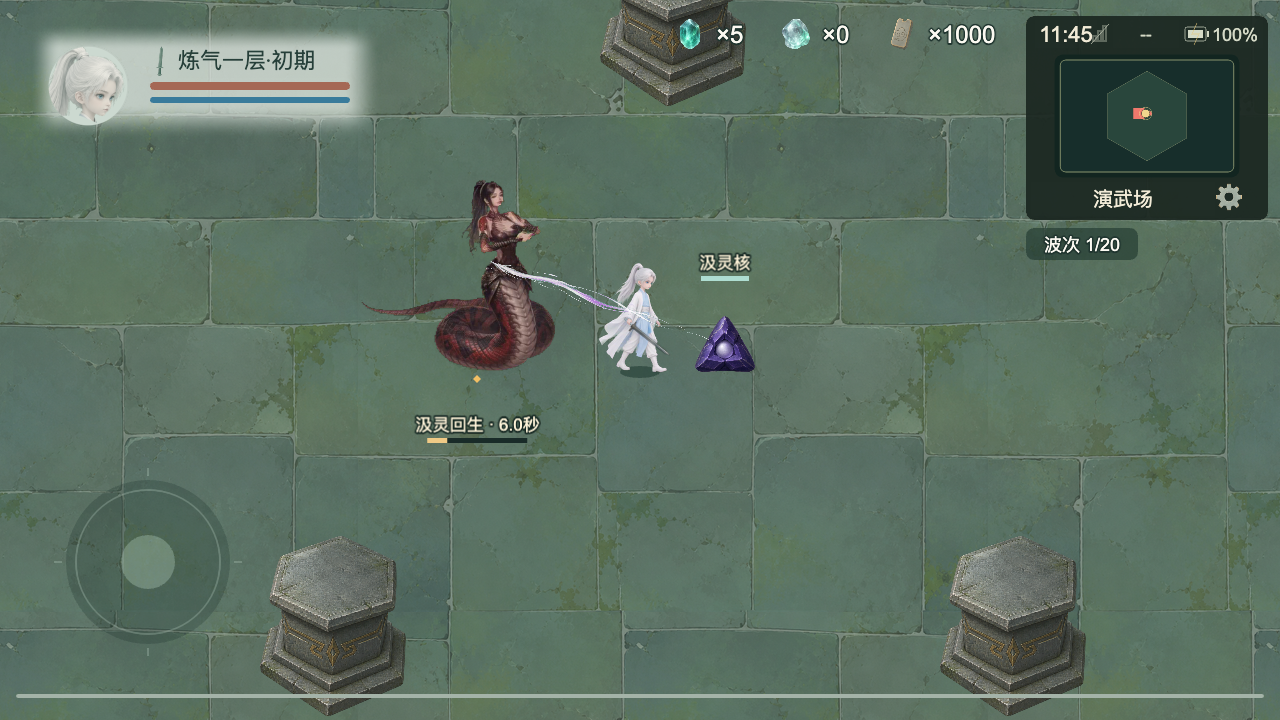 炼气一层·初期
×5
×0
×1000
11:45
--
100%
演武场
波次 1/20
汲灵核
汲灵回生 · 6.0秒